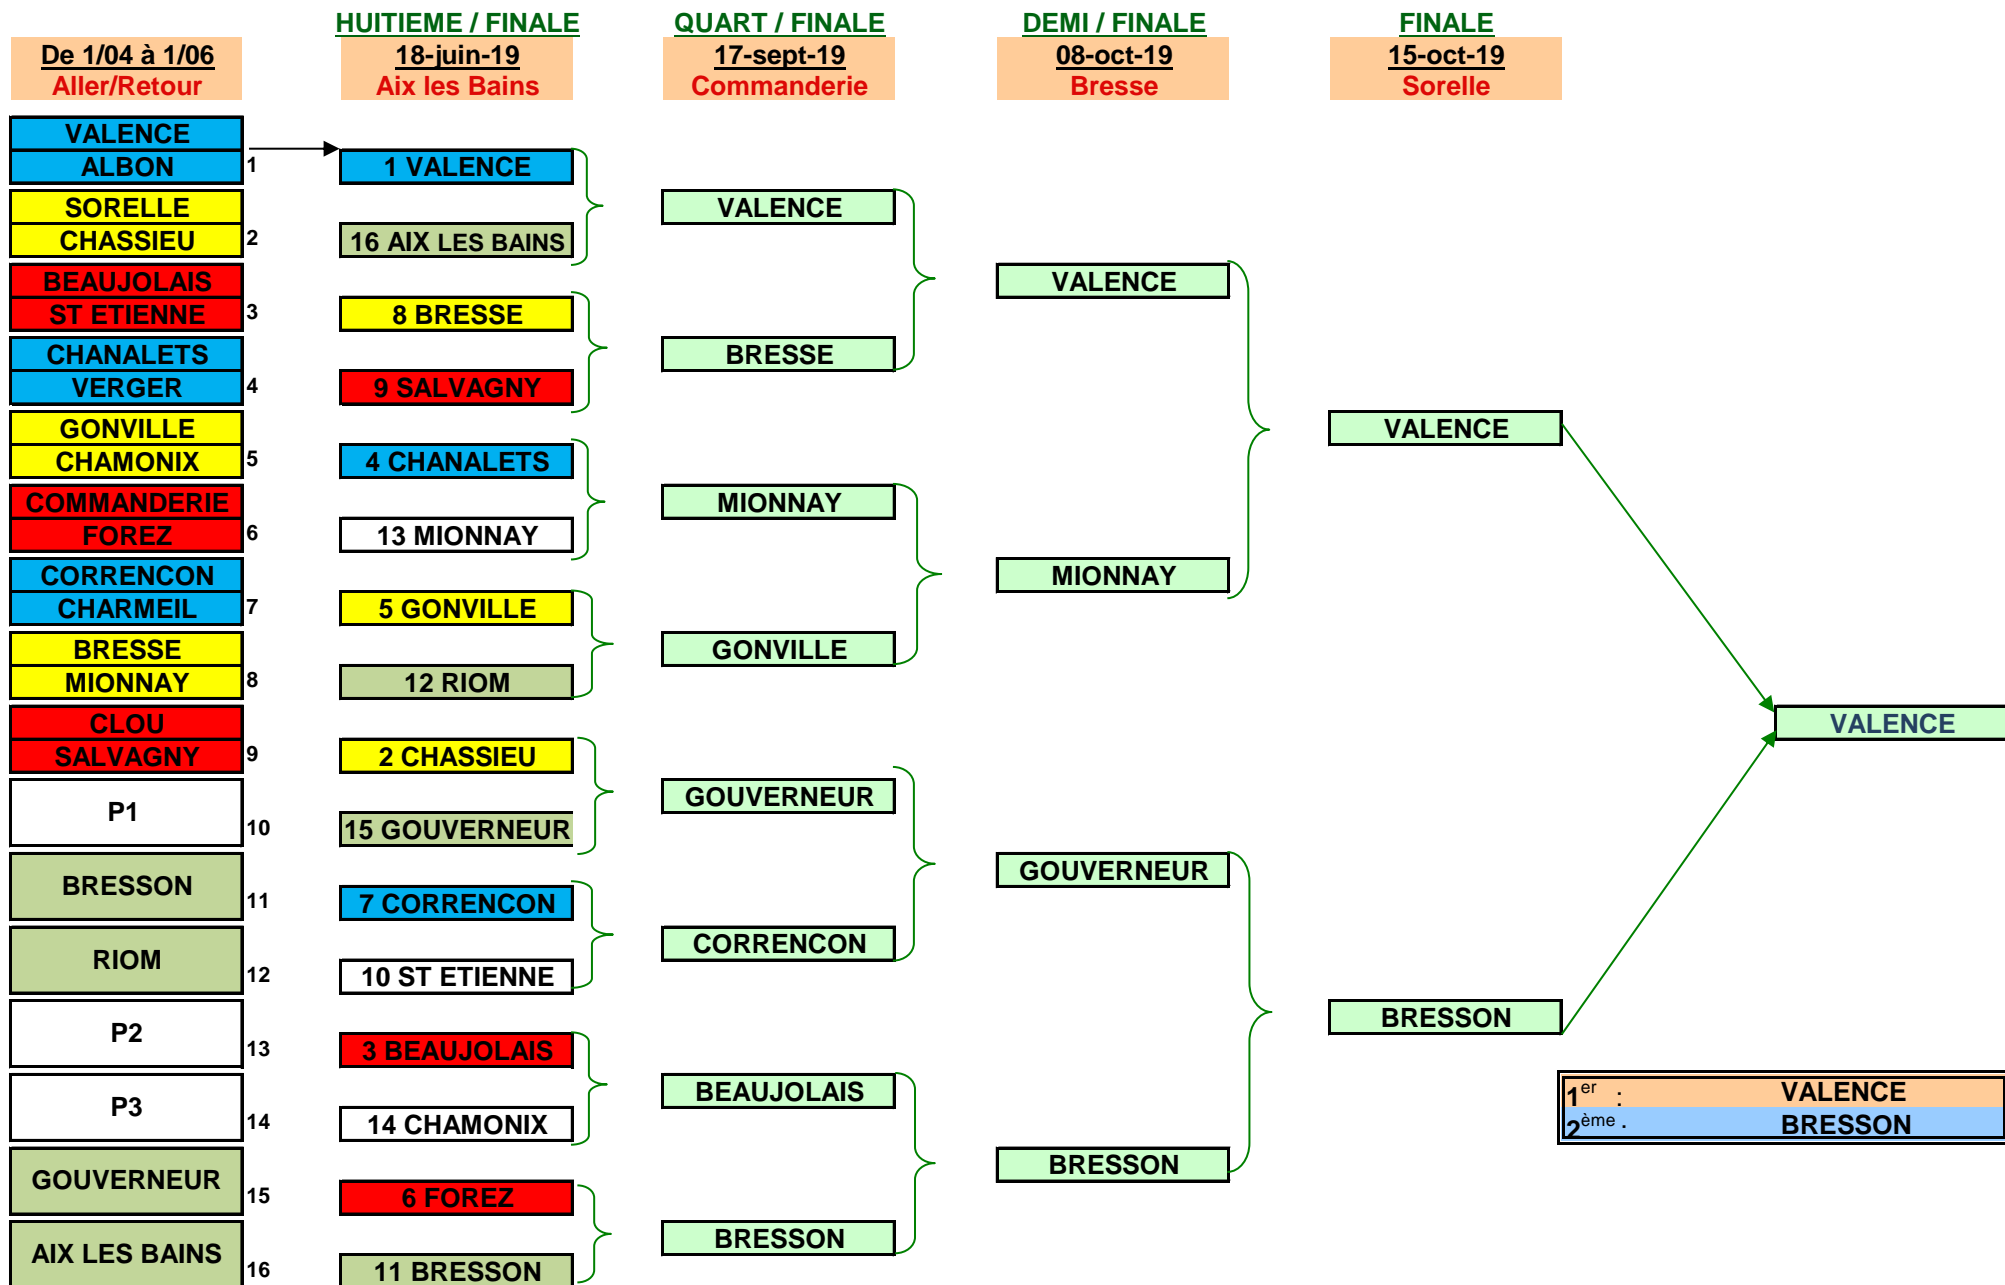 HUITIEME / FINALE
QUART / FINALE
DEMI / FINALE
FINALE
De 1/04 à 1/06
Aller/Retour
18-juin-19
Aix les Bains
17-sept-19
Commanderie
08-oct-19
Bresse
15-oct-19
Sorelle
VALENCE
ALBON 1
SORELLE
CHASSIEU 2
BEAUJOLAIS
ST ETIENNE 3
CHANALETS
VERGER 4
GONVILLE
CHAMONIX 5
COMMANDERIE
FOREZ 6
CORRENCON
CHARMEIL 7
BRESSE
MIONNAY 8
CLOU
SALVAGNY 9
P1 10
BRESSON 11
RIOM 12
P2 13
P3 14
GOUVERNEUR 15
AIX LES BAINS 16
1 VALENCE
16 AIX LES BAINS
8 BRESSE
9 SALVAGNY
4 CHANALETS
13 MIONNAY
5 GONVILLE
12 RIOM
2 CHASSIEU
15 GOUVERNEUR
7 CORRENCON
10 ST ETIENNE
3 BEAUJOLAIS
14 CHAMONIX
6 FOREZ
11 BRESSON
VALENCE
BRESSE
MIONNAY
GONVILLE
GOUVERNEUR
CORRENCON
BEAUJOLAIS
BRESSON
VALENCE
MIONNAY
GOUVERNEUR
BRESSON
VALENCE
BRESSON
VALENCE
1er : VALENCE
2ème : BRESSON